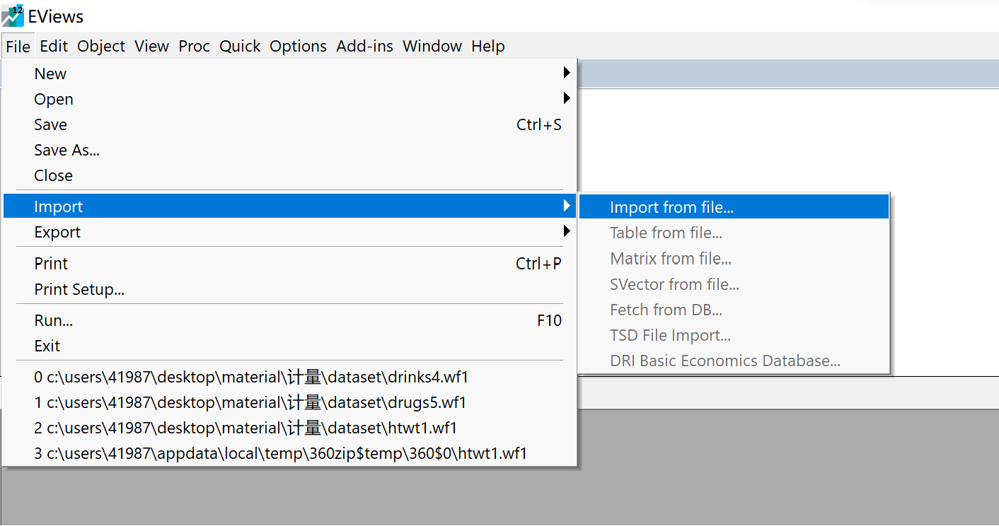 12 EViews
File Edit Object View Proc Quick Options Add-ins Window Help
New
Open
Save Ctrl+S
Save As...
Close
Import
Export
Print Ctrl+P
Print Setup...
Run... F10
Exit
0 c:\users\41987\desktop\material\计量\dataset\drinks4.wf1
1 c:\users\41987\desktop\material\计量\dataset\drugs5.wf1
2 c:\users\41987\desktop\material\计量\dataset\htwt1.wf1
3 c:\users\41987\appdata\local\temp\360zip$temp\360$0\htwt1.wf1
Import from file...
Table from file...
Matrix from file...
SVector from file...
Fetch from DB...
TSD File Import...
DRI Basic Economics Database...